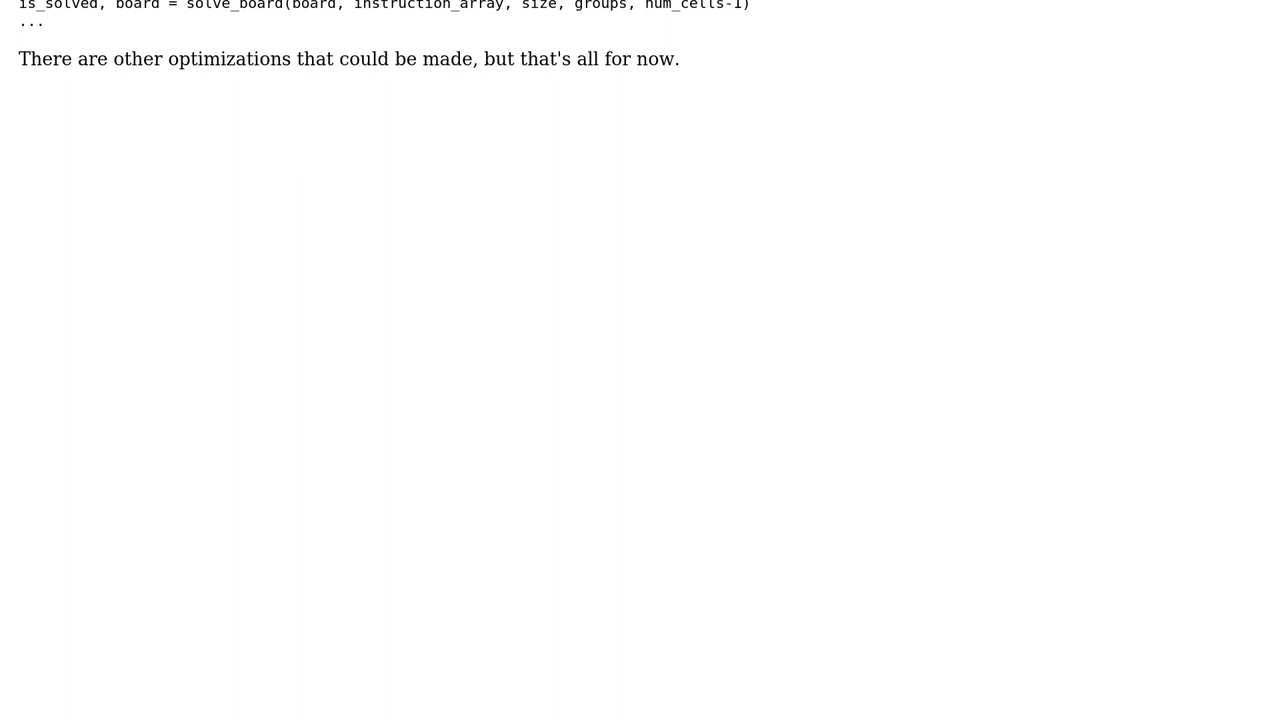 is_solved, board = solve_board(board, instruction_array, size, groups, num_cells-1)
...
There are other optimizations that could be made, but that's all for now.